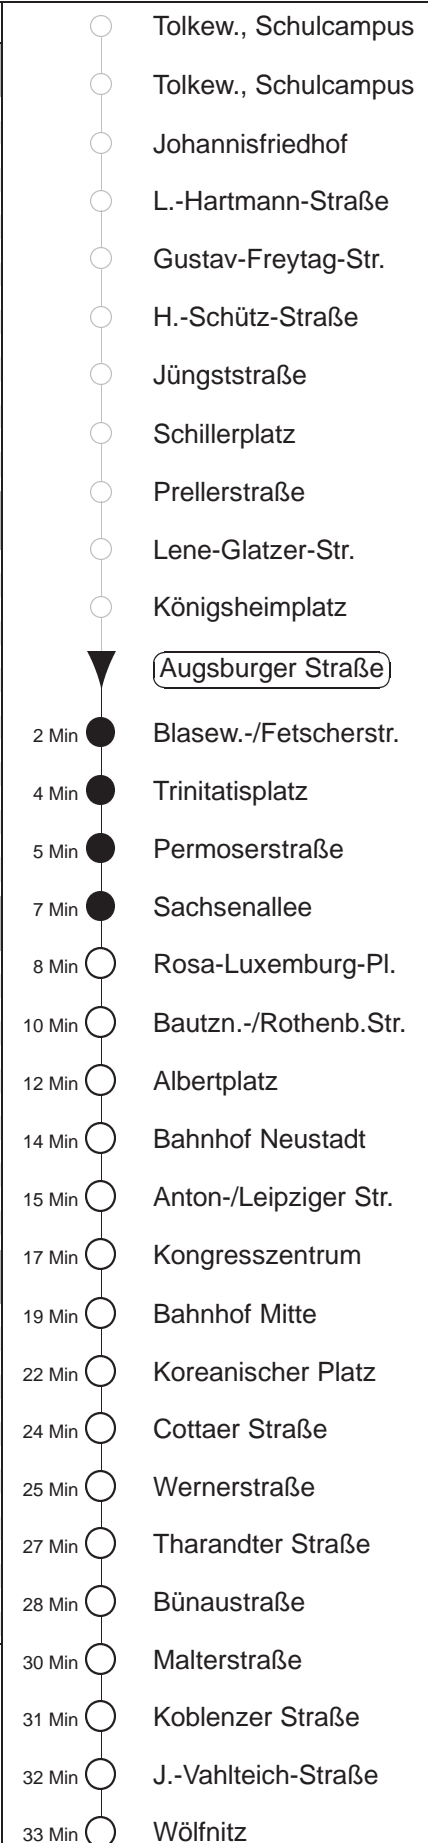 Tolkew., Schulcampus
Tolkew., Schulcampus
Johannisfriedhof
L.-Hartmann-Straße
Gustav-Freytag-Str.
H.-Schütz-Straße
Jüngststraße
Schillerplatz
Prellerstraße
Lene-Glatzer-Str.
Königsheimplatz
Augsburger Straße
2 Min Blasew.-/Fetscherstr.
4 Min Trinitatisplatz
5 Min Permoserstraße
7 Min Sachsenallee
8 Min Rosa-Luxemburg-Pl.
10 Min Bautzn.-/Rothenb.Str.
12 Min Albertplatz
14 Min Bahnhof Neustadt
15 Min Anton-/Leipziger Str.
17 Min Kongresszentrum
19 Min Bahnhof Mitte
22 Min Koreanischer Platz
24 Min Cottaer Straße
25 Min Wernerstraße
27 Min Tharandter Straße
28 Min Bünaustraße
30 Min Malterstraße
31 Min Koblenzer Straße
32 Min J.-Vahlteich-Straße
33 Min Wölfnitz